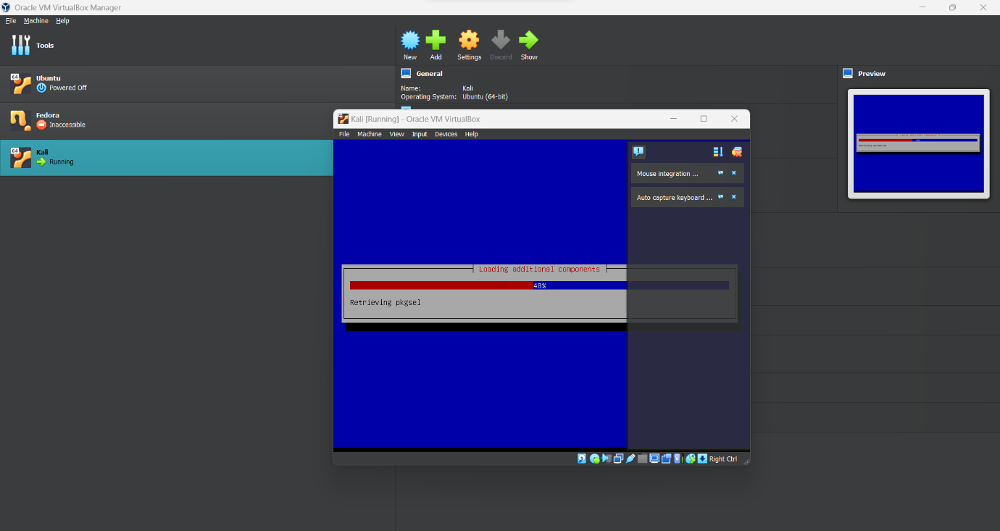 Oracle VM VirtualBox Manager
File Machine Help
Tools
New Add Settings Discard Show
64 Ubuntu
Powered Off
General
Name: Kali
Operating System: Ubuntu (64-bit)
Preview
Fedora
Inaccessible
64 Kali
Running
Kali [Running] - Oracle VM VirtualBox
File Machine View Input Devices Help
Mouse integration ...
Auto capture keyboard ...
Loading additional components
48%
Retrieving pkgsel
Right Ctrl